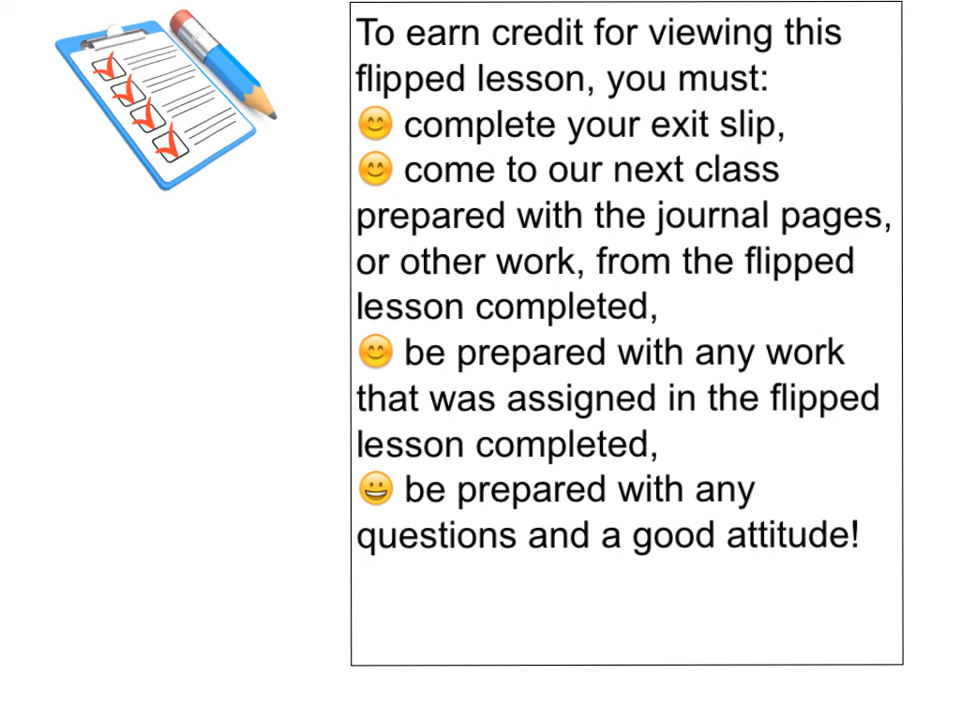 To earn credit for viewing this
flipped lesson, you must:
😊 complete your exit slip,
😊 come to our next class
prepared with the journal pages,
or other work, from the flipped
lesson completed,
😊 be prepared with any work
that was assigned in the flipped
lesson completed,
😀 be prepared with any
questions and a good attitude!